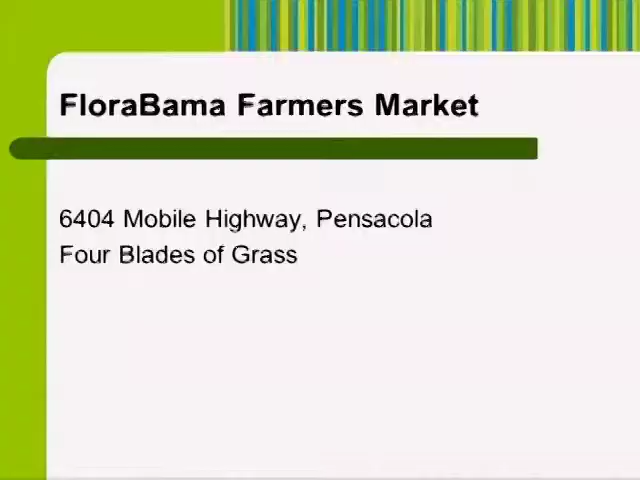 FloraBama Farmers Market
6404 Mobile Highway, Pensacola
Four Blades of Grass